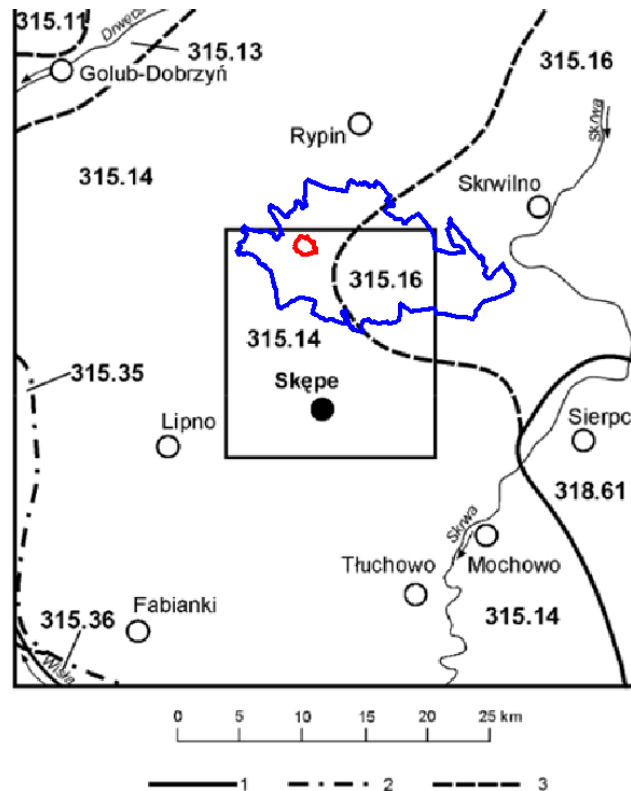 315.11
Drwęca
315.13
315.16
Golub-Dobrzyń
Rypin
Skrwa
315.14
Skrwilno
315.16
315.14
315.35
Skępe
Lipno
Sierpc
318.61
Skrwa
Tłuchowo
Mochowo
Fabianki
315.14
315.36
Wisła
0 5 10 15 20 25 km
1 2 3